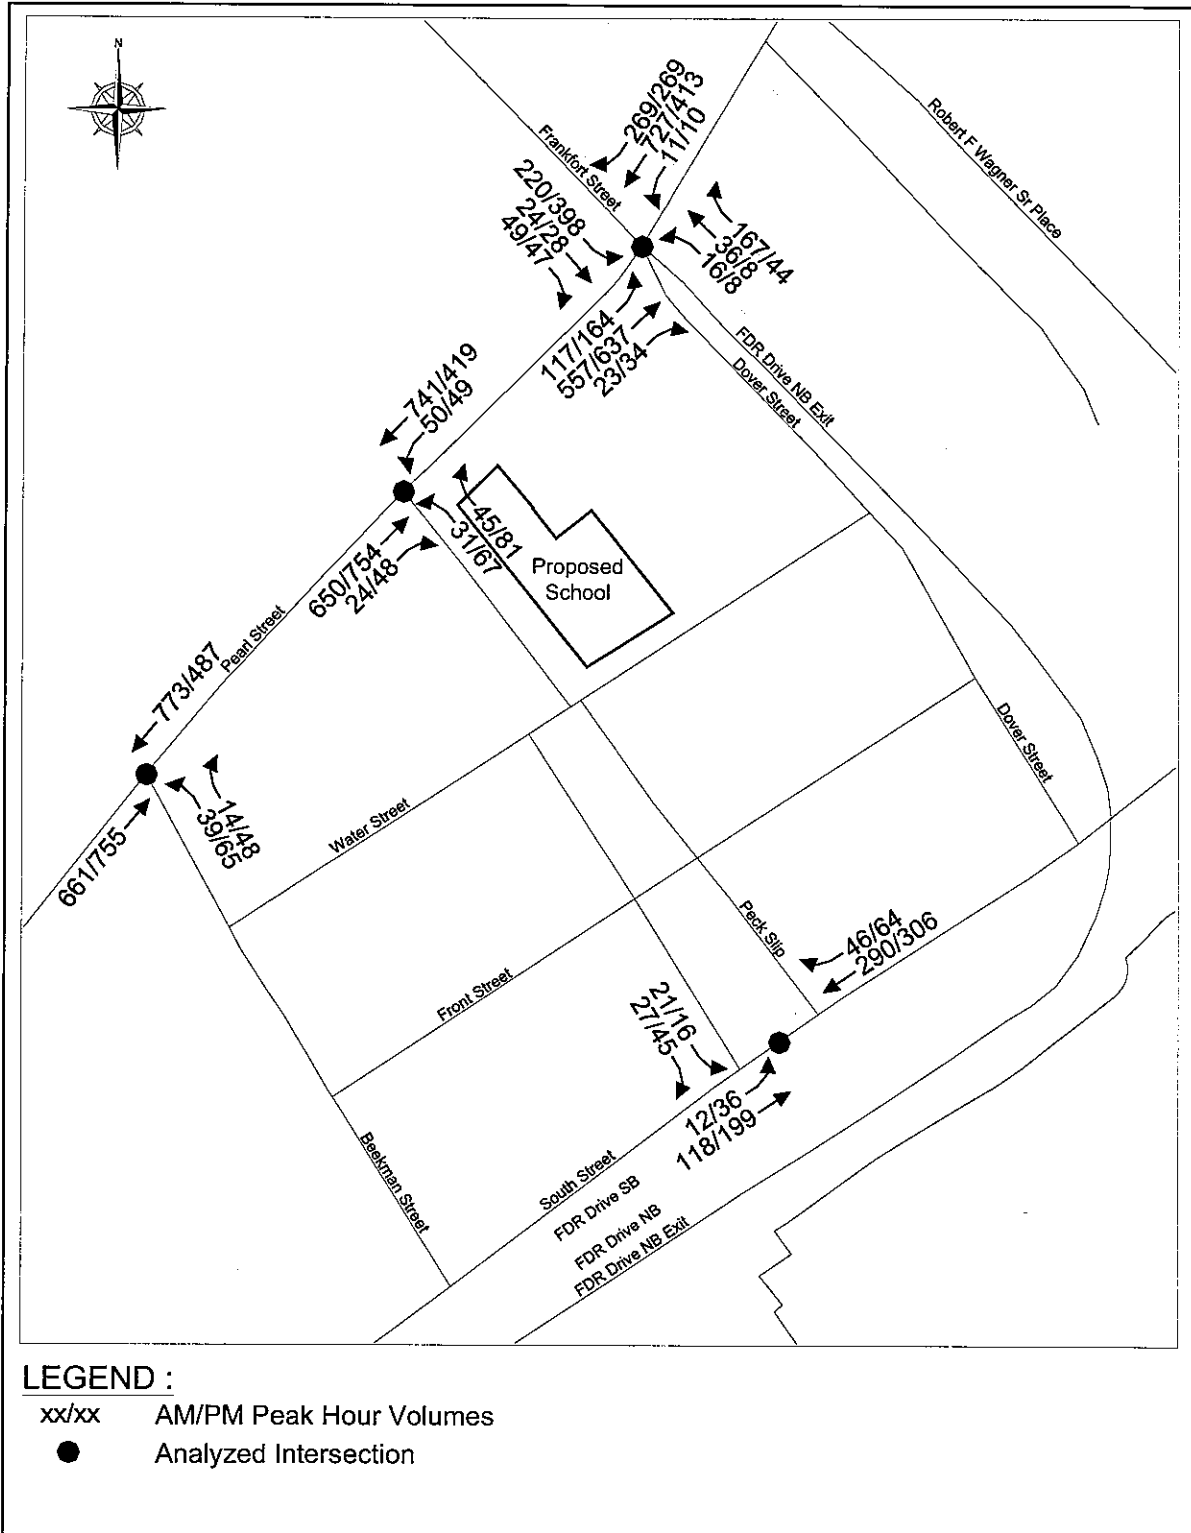 N
269/269
727/413
11/10
Frankfort Street
Robert F Wagner Sr Place
220/398
24/28
49/47
167/44
36/8
16/8
117/164
557/637
23/34
FDR Drive NB Exit
Dover Street
741/419
50/49
45/81
31/67
650/754
24/48
Proposed
School
Pearl Street
773/487
14/48
39/65
661/755
Water Street
Dover Street
Peck Slip
46/64
290/306
Front Street
21/16
27/45
12/36
118/199
Beekman Street
South Street
FDR Drive SB
FDR Drive NB
FDR Drive NB Exit
LEGEND :
xx/xx AM/PM Peak Hour Volumes
Analyzed Intersection